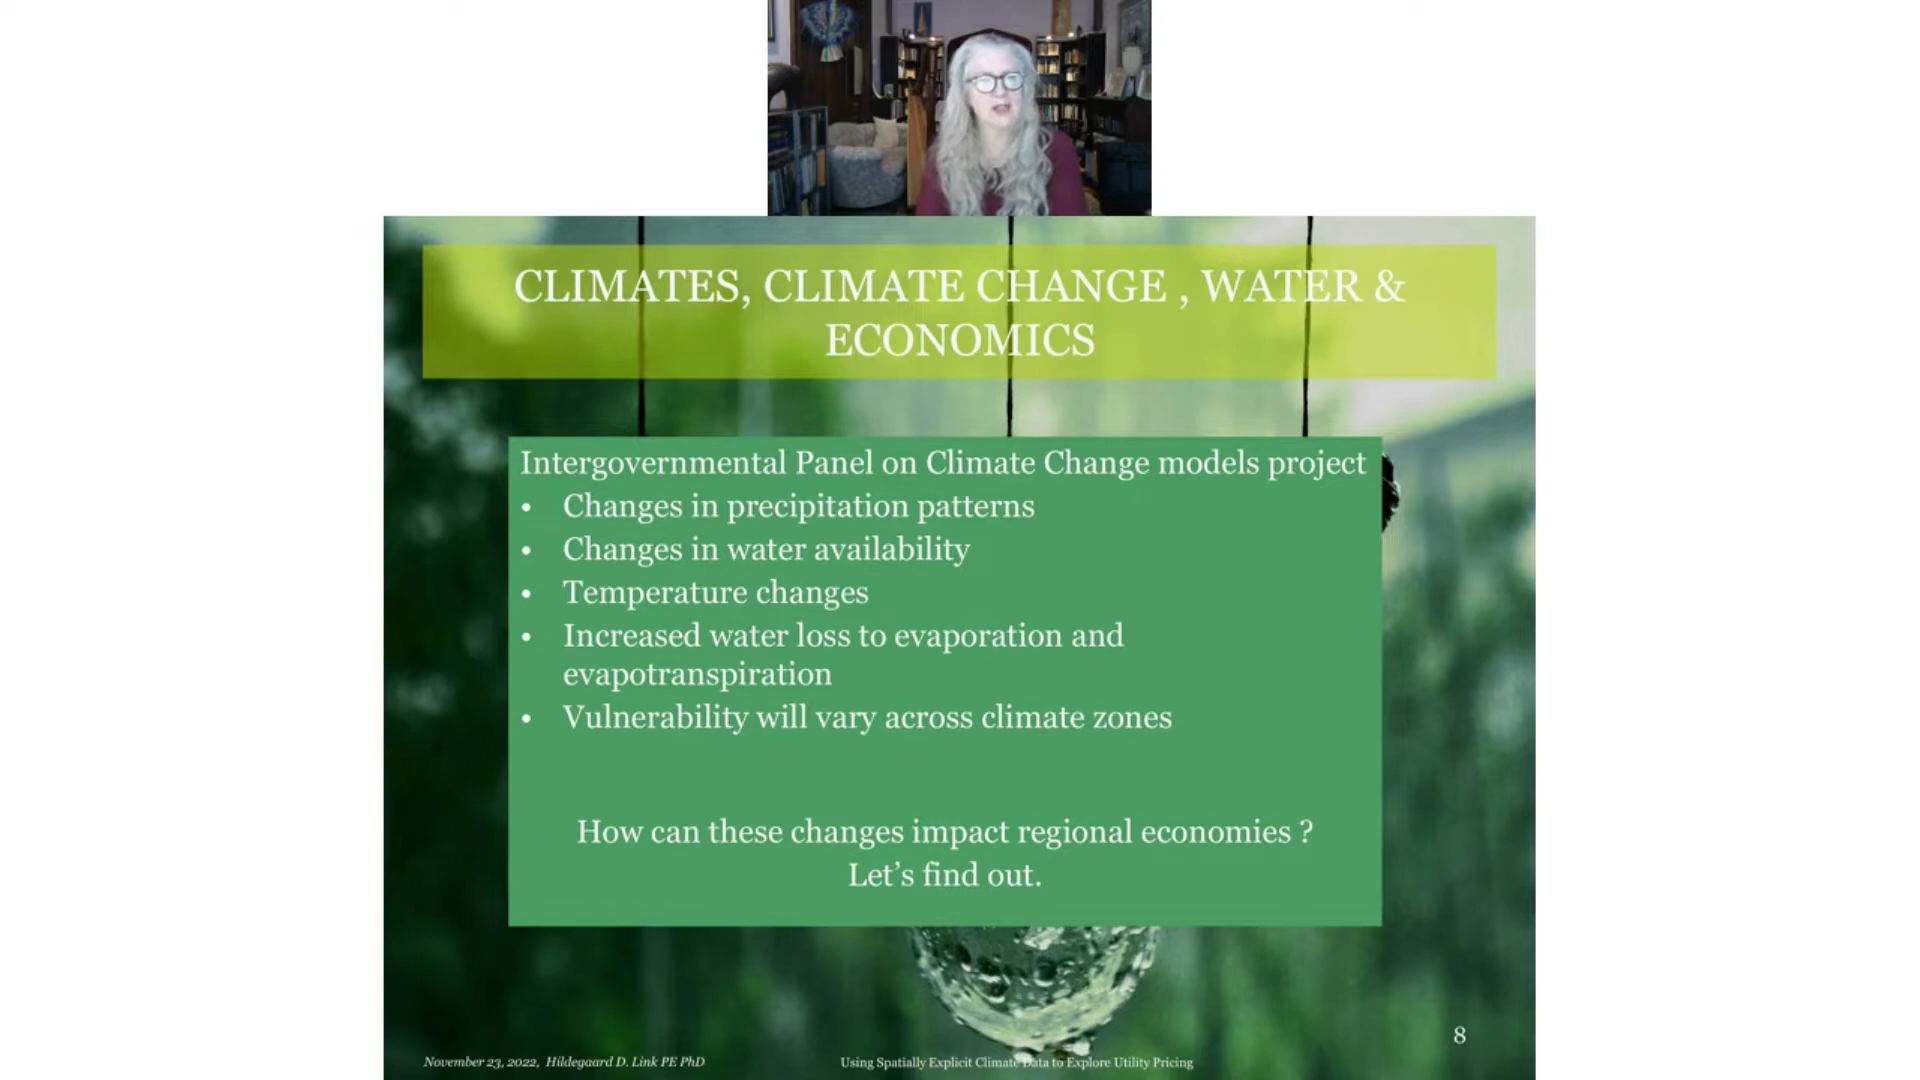 CLIMATES, CLIMATE CHANGE , WATER &
ECONOMICS
Intergovernmental Panel on Climate Change models project
• Changes in precipitation patterns
• Changes in water availability
• Temperature changes
• Increased water loss to evaporation and
evapotranspiration
• Vulnerability will vary across climate zones
How can these changes impact regional economies ?
Let’s find out.
8
November 23, 2022, Hildegaard D. Link PE PhD
Using Spatially Explicit Climate Data to Explore Utility Pricing